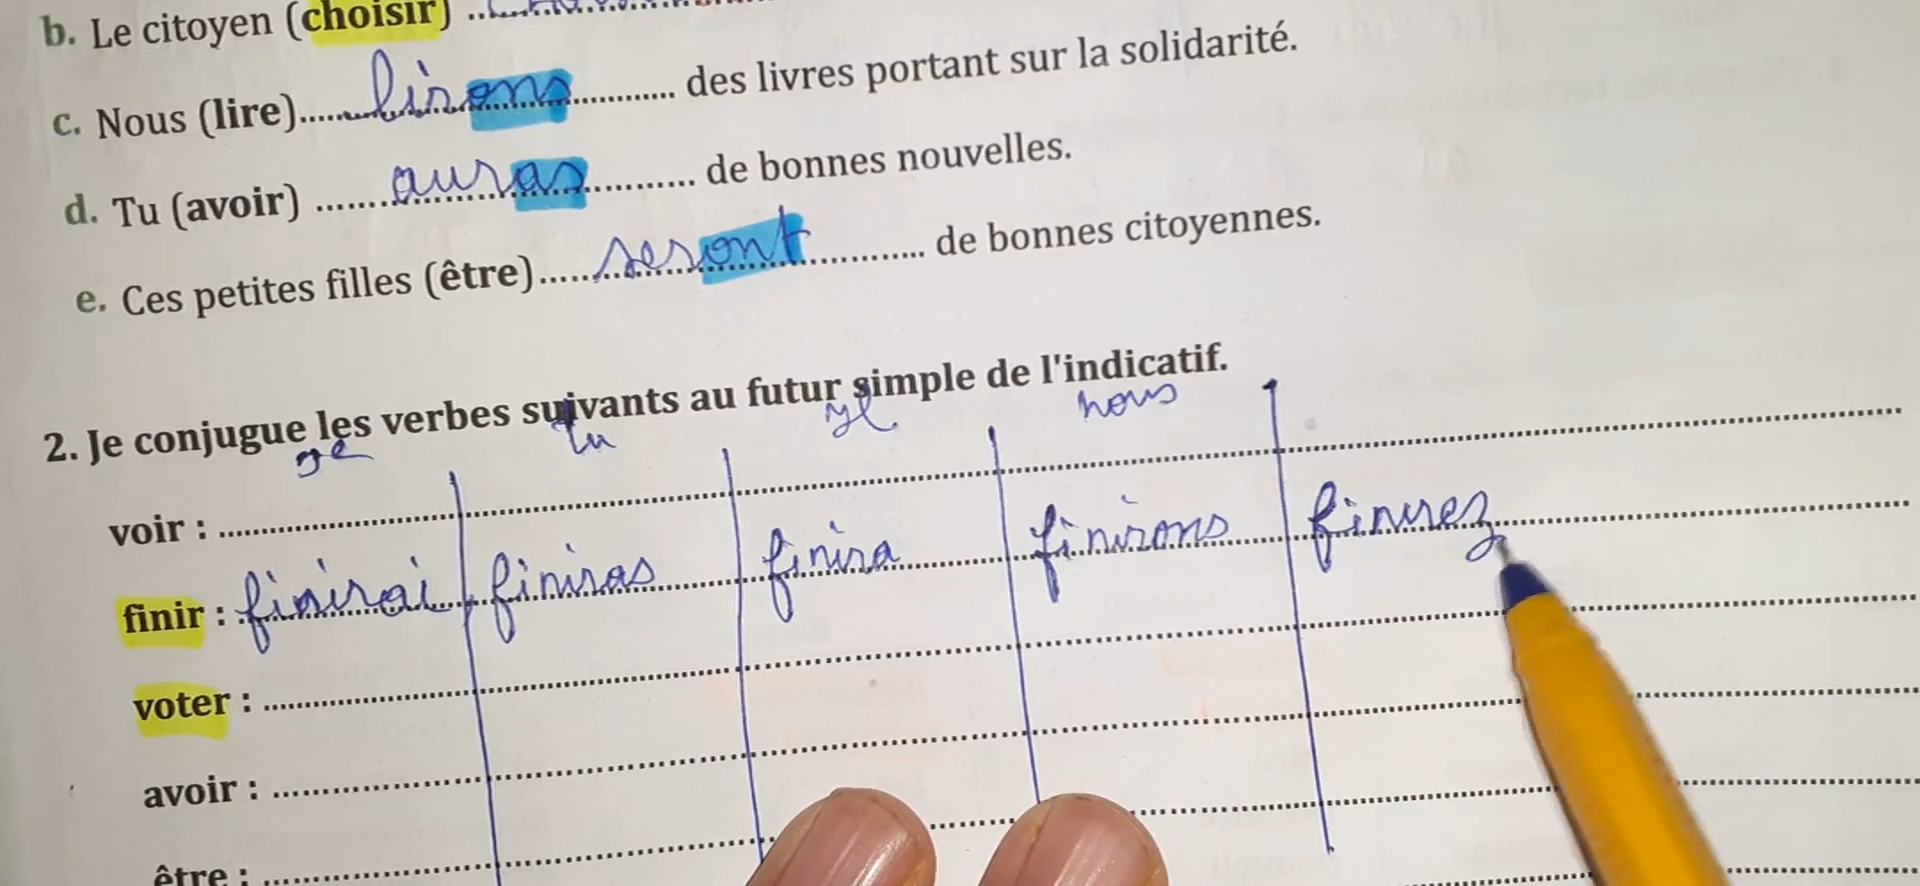 b. Le citoyen (choisir)
c. Nous (lire)......lirons.......... des livres portant sur la solidarité.
d. Tu (avoir) ......auras.......... de bonnes nouvelles.
e. Ces petites filles (être)......seront.......... de bonnes citoyennes.
2. Je conjugue les verbes suivants au futur simple de l'indicatif.
je tu il nous
voir :
finir : finirai finiras finira finirons finirez
voter :
avoir :
être :